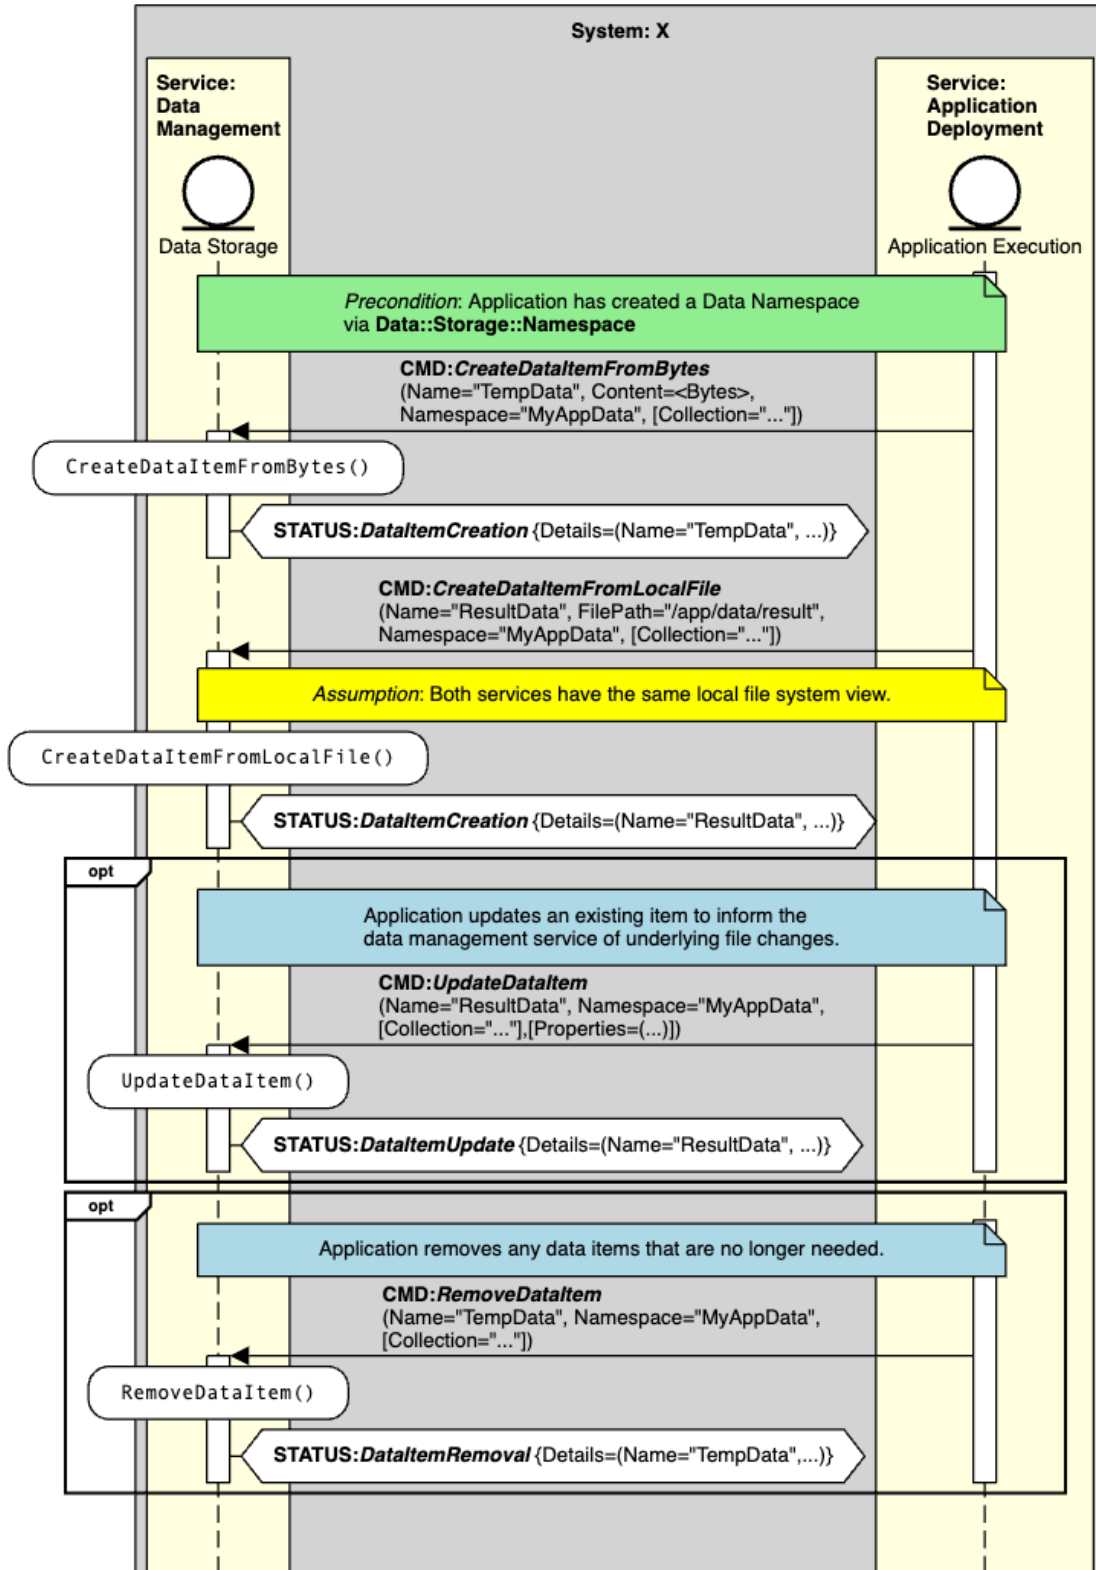 System: X
Service:
Data
Management
Service:
Application
Deployment
Data Storage
Application Execution
Precondition: Application has created a Data Namespace
via Data::Storage::Namespace
CMD:CreateDataItemFromBytes
(Name="TempData", Content=<Bytes>,
Namespace="MyAppData", [Collection="..."])
CreateDataItemFromBytes()
STATUS:DataItemCreation {Details=(Name="TempData", ...)}
CMD:CreateDataItemFromLocalFile
(Name="ResultData", FilePath="/app/data/result",
Namespace="MyAppData", [Collection="..."])
Assumption: Both services have the same local file system view.
CreateDataItemFromLocalFile()
STATUS:DataItemCreation {Details=(Name="ResultData", ...)}
opt
Application updates an existing item to inform the
data management service of underlying file changes.
CMD:UpdateDataItem
(Name="ResultData", Namespace="MyAppData",
[Collection="..."],[Properties=(...)])
UpdateDataItem()
STATUS:DataItemUpdate {Details=(Name="ResultData", ...)}
opt
Application removes any data items that are no longer needed.
CMD:RemoveDataItem
(Name="TempData", Namespace="MyAppData",
[Collection="..."])
RemoveDataItem()
STATUS:DataItemRemoval {Details=(Name="TempData",...)}